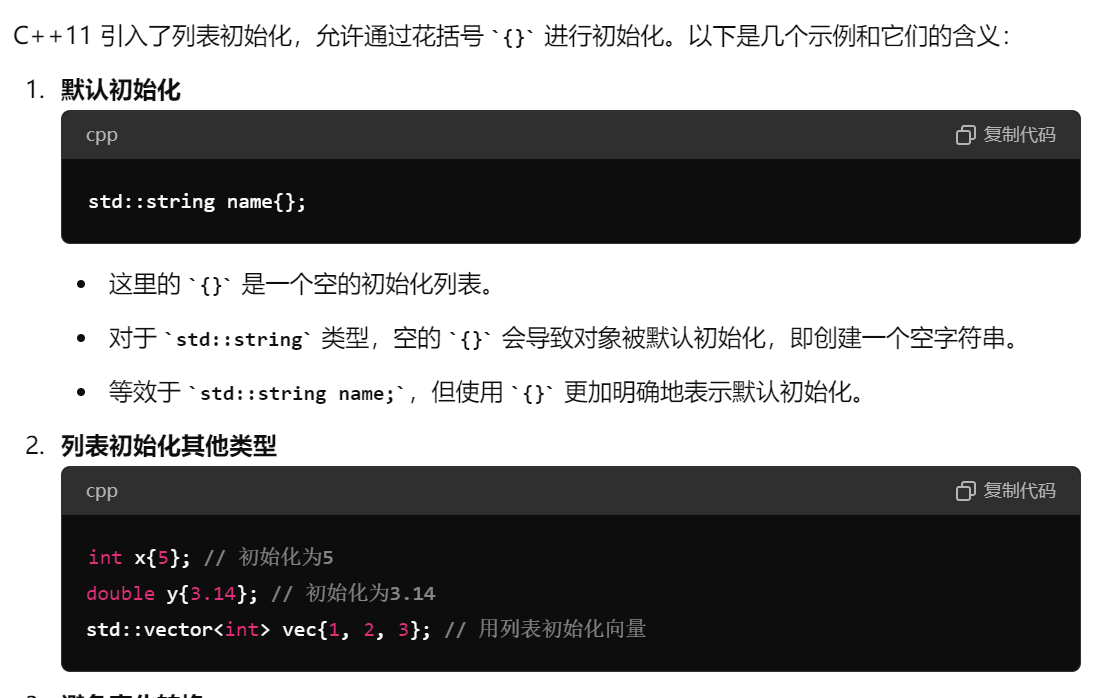 C++11 引入了列表初始化，允许通过花括号 `{}` 进行初始化。以下是几个示例和它们的含义：
1. 默认初始化
cpp 复制代码
std::string name{};
• 这里的 `{}` 是一个空的初始化列表。
• 对于 `std::string` 类型，空的 `{}` 会导致对象被默认初始化，即创建一个空字符串。
• 等效于 `std::string name;`，但使用 `{}` 更加明确地表示默认初始化。
2. 列表初始化其他类型
cpp 复制代码
int x{5}; // 初始化为5
double y{3.14}; // 初始化为3.14
std::vector<int> vec{1, 2, 3}; // 用列表初始化向量